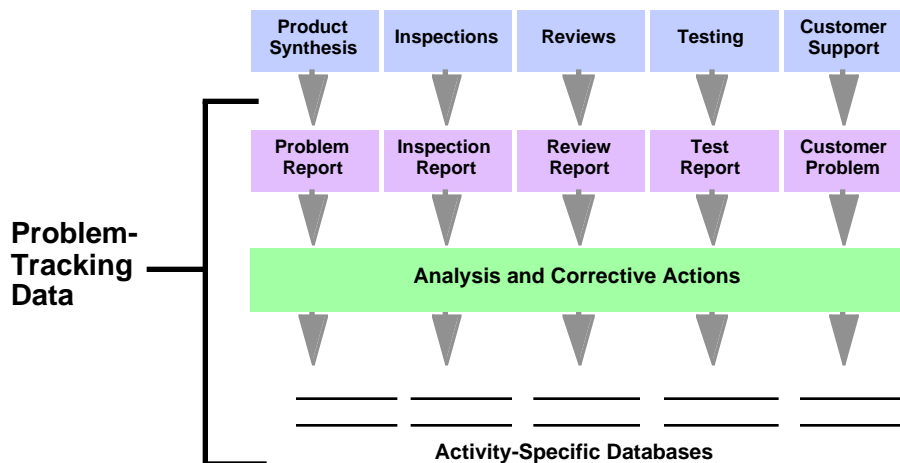 Product
Synthesis
Inspections
Reviews
Testing
Customer
Support
Problem
Report
Inspection
Report
Review
Report
Test
Report
Customer
Problem
Problem-
Tracking
Data
Analysis and Corrective Actions
Activity-Specific Databases